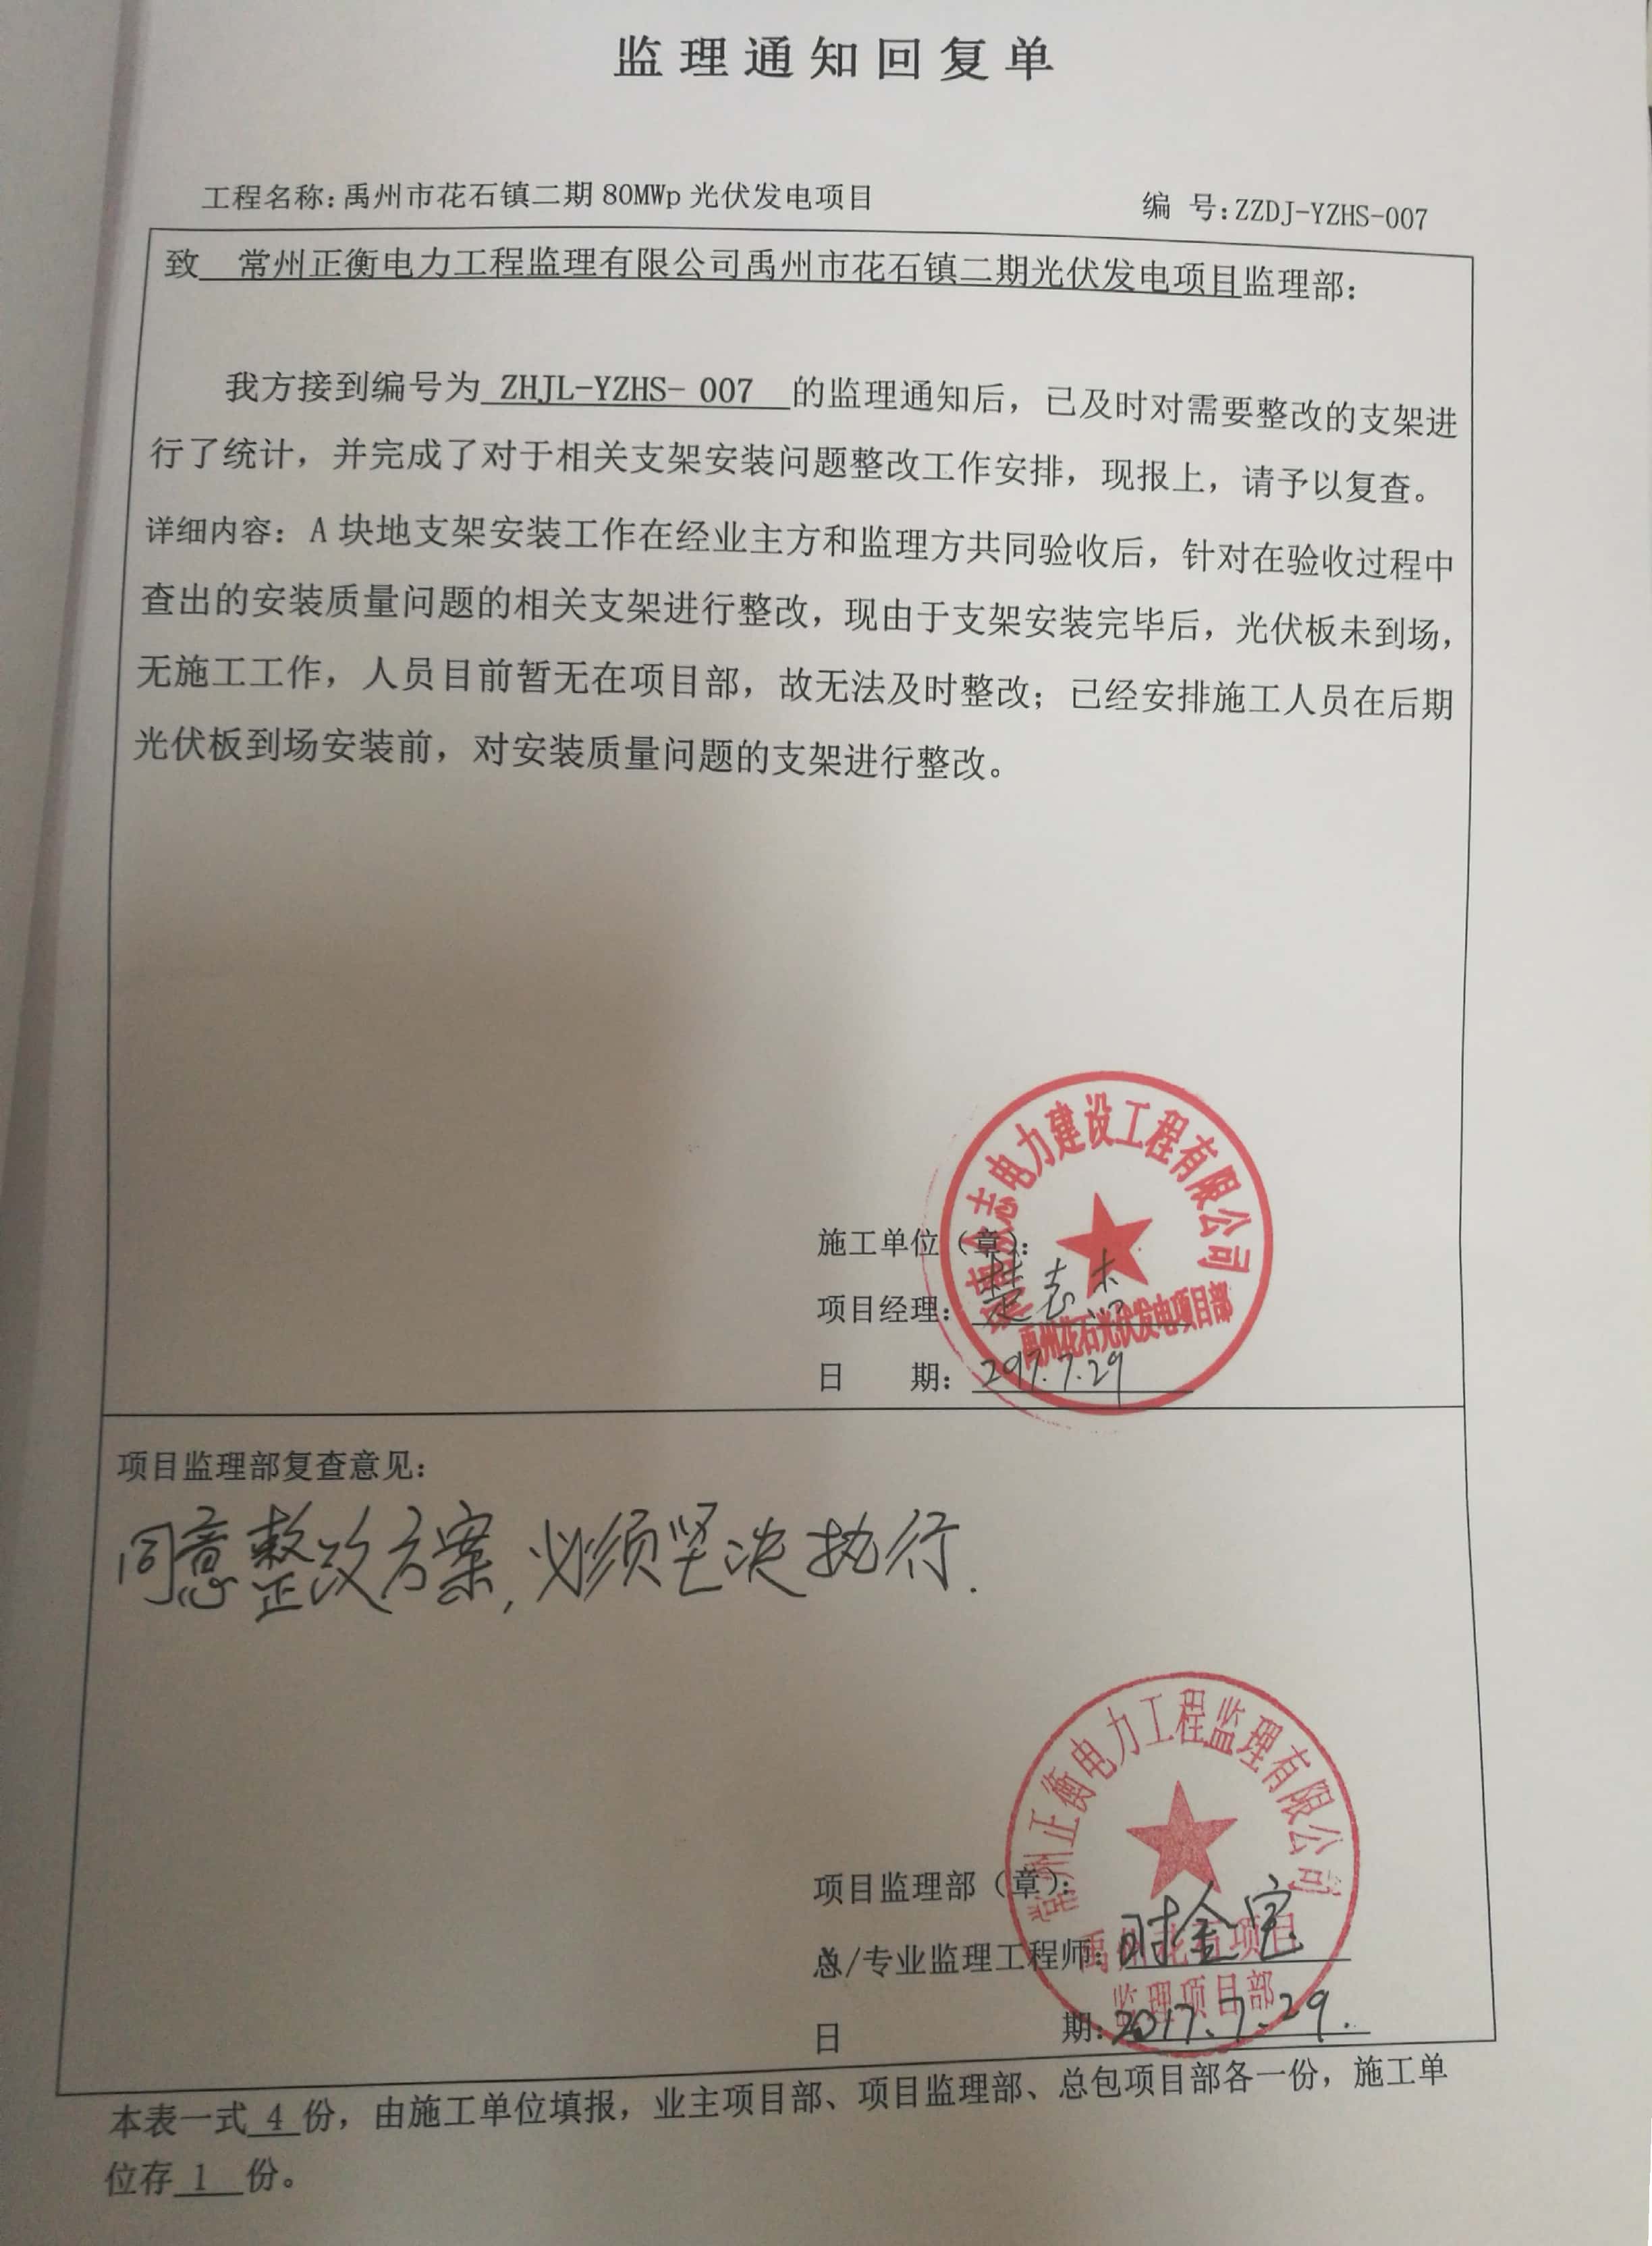 监理通知回复单
工程名称：禹州市花石镇二期 80MWp 光伏发电项目 编 号：ZZDJ-YZHS-007
致 常州正衡电力工程监理有限公司禹州市花石镇二期光伏发电项目监理部：
我方接到编号为 ZHJL-YZHS- 007 的监理通知后，已及时对需要整改的支架进
行了统计，并完成了对于相关支架安装问题整改工作安排，现报上，请予以复查。
详细内容：A 块地支架安装工作在经业主方和监理方共同验收后，针对在验收过程中
查出的安装质量问题的相关支架进行整改，现由于支架安装完毕后，光伏板未到场，
无施工工作，人员目前暂无在项目部，故无法及时整改；已经安排施工人员在后期
光伏板到场安装前，对安装质量问题的支架进行整改。
志电力建设工程有限公司
禹州花石光伏发电项目部
施工单位（章）：
项目经理：
日 期：2017.7.29
项目监理部复查意见：
同意整改方案，必须坚决执行.
常州正衡电力工程监理有限公司
禹州花石项目
监理项目部
项目监理部（章）：
总/专业监理工程师：时金宝
日 期：2017.7.29.
本表一式 4 份，由施工单位填报，业主项目部、项目监理部、总包项目部各一份，施工单
位存 1 份。